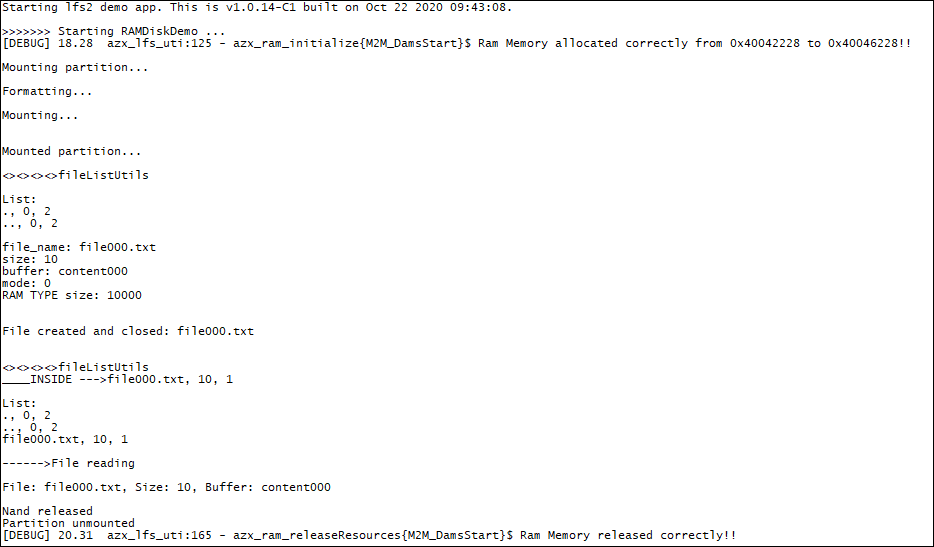 Starting lfs2 demo app. This is v1.0.14-C1 built on Oct 22 2020 09:43:08.
>>>>>>> Starting RAMDiskDemo ...
[DEBUG] 18.28  azx_lfs_uti:125 - azx_ram_initialize{M2M_DamsStart}$ Ram Memory allocated correctly from 0x40042228 to 0x40046228!!
Mounting partition...
Formatting...
Mounting...
Mounted partition...
<><><><>fileListUtils
List:
., 0, 2
.., 0, 2
file_name: file000.txt
size: 10
buffer: content000
mode: 0
RAM TYPE size: 10000
File created and closed: file000.txt
<><><><>fileListUtils
____INSIDE --->file000.txt, 10, 1
List:
., 0, 2
.., 0, 2
file000.txt, 10, 1
------>File reading
File: file000.txt, Size: 10, Buffer: content000
Nand released
Partition unmounted
[DEBUG] 20.31  azx_lfs_uti:165 - azx_ram_releaseResources{M2M_DamsStart}$ Ram Memory released correctly!!